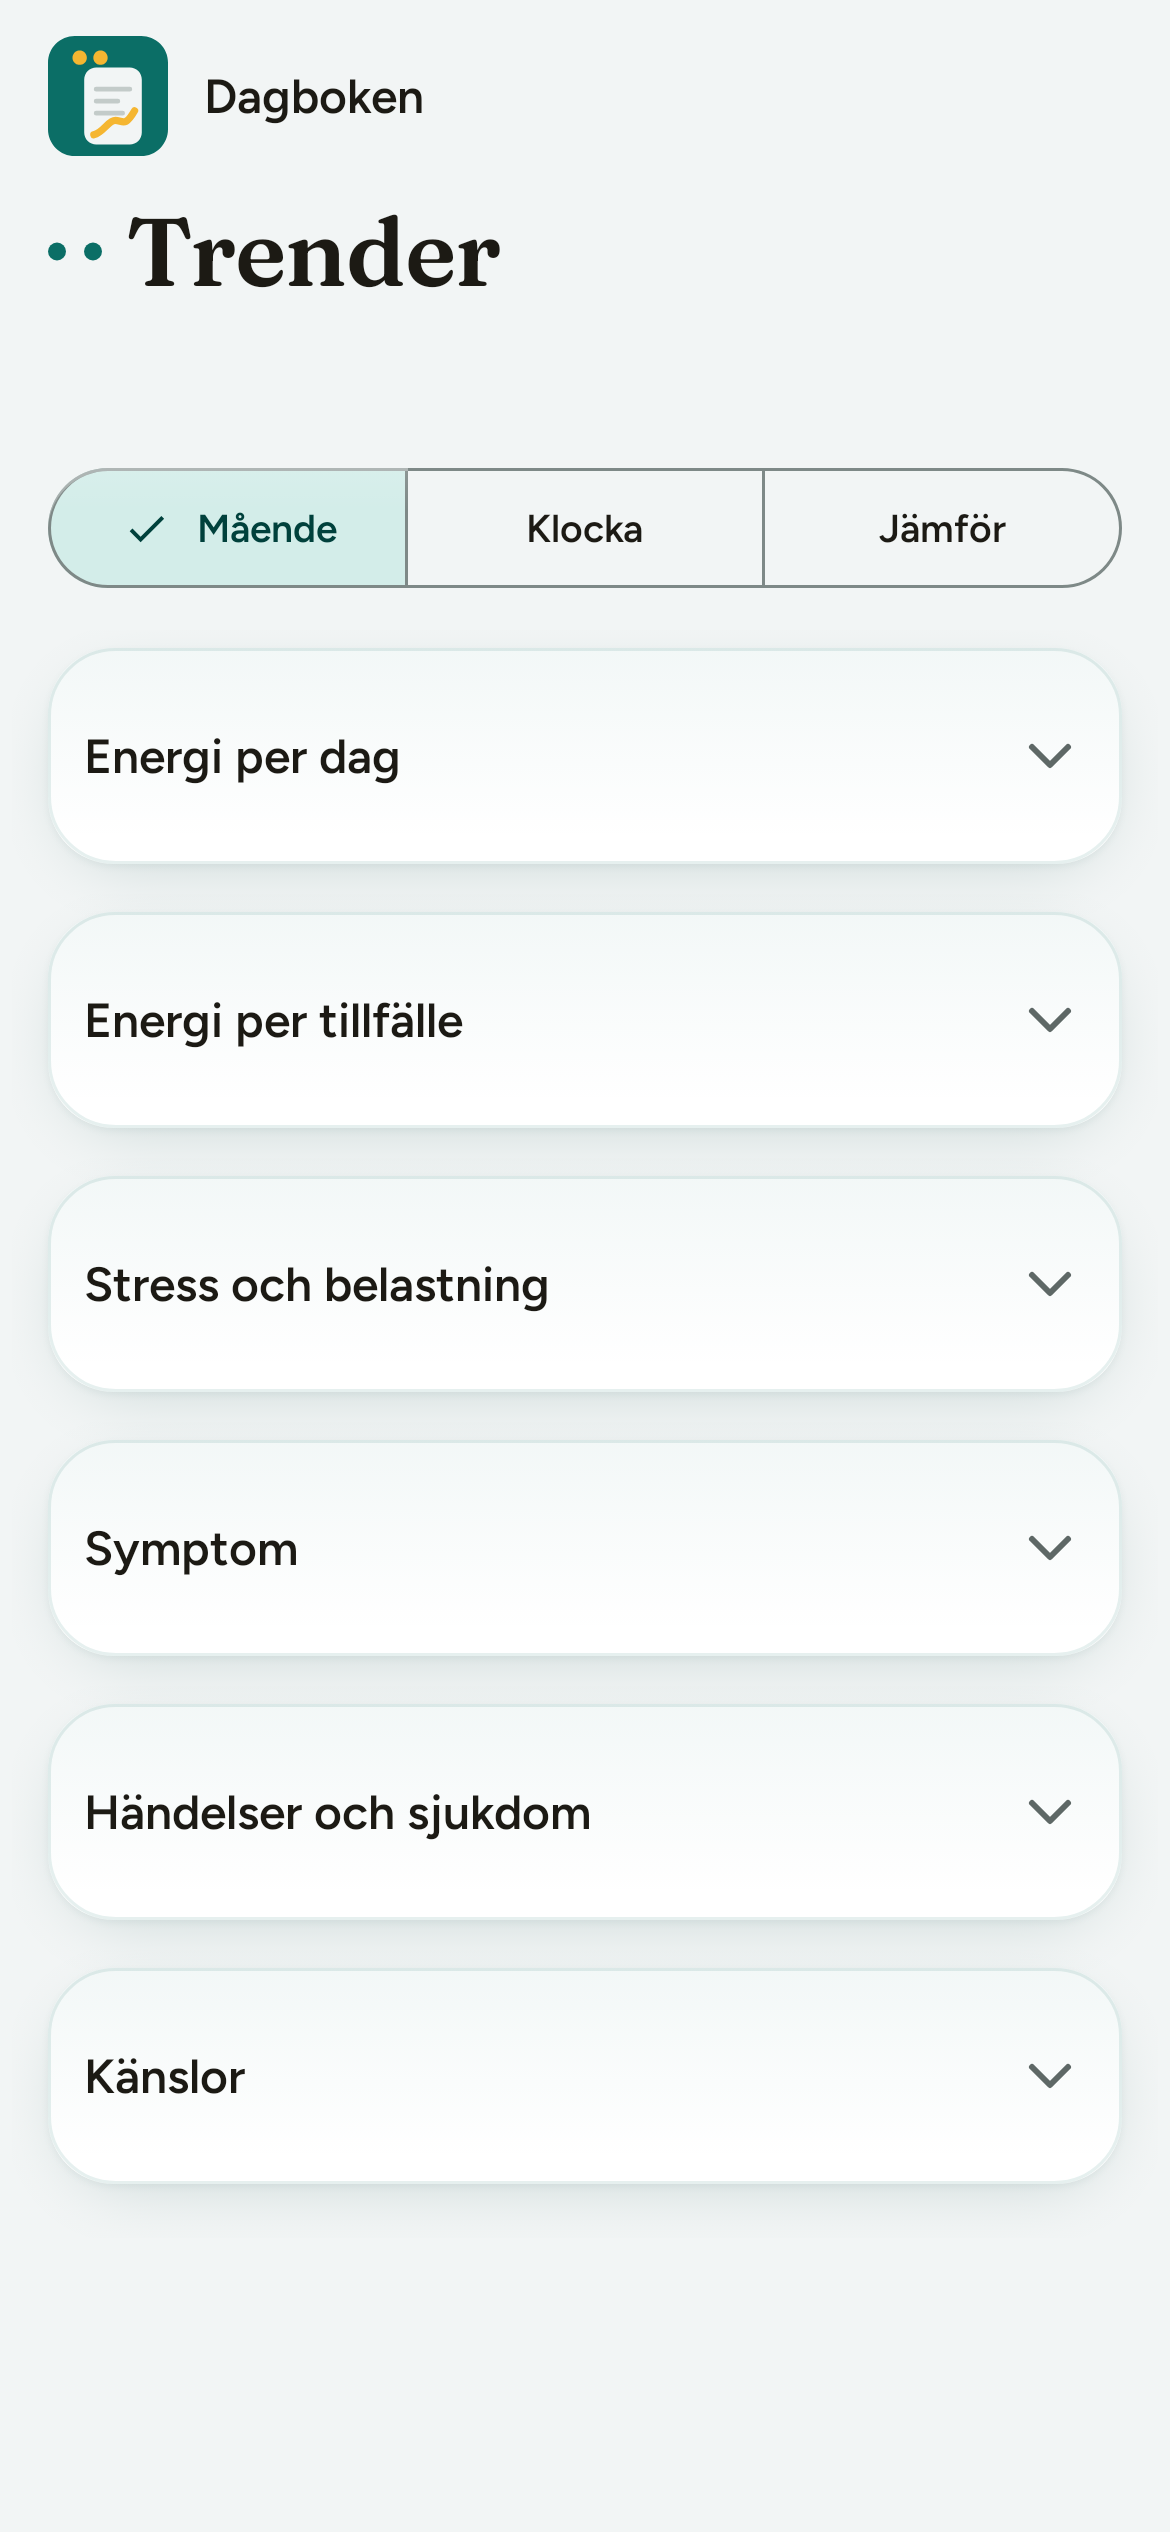 Dagboken
Trender
Mående
Klocka
Jämför
Energi per dag
Energi per tillfälle
Stress och belastning
Symptom
Händelser och sjukdom
Känslor